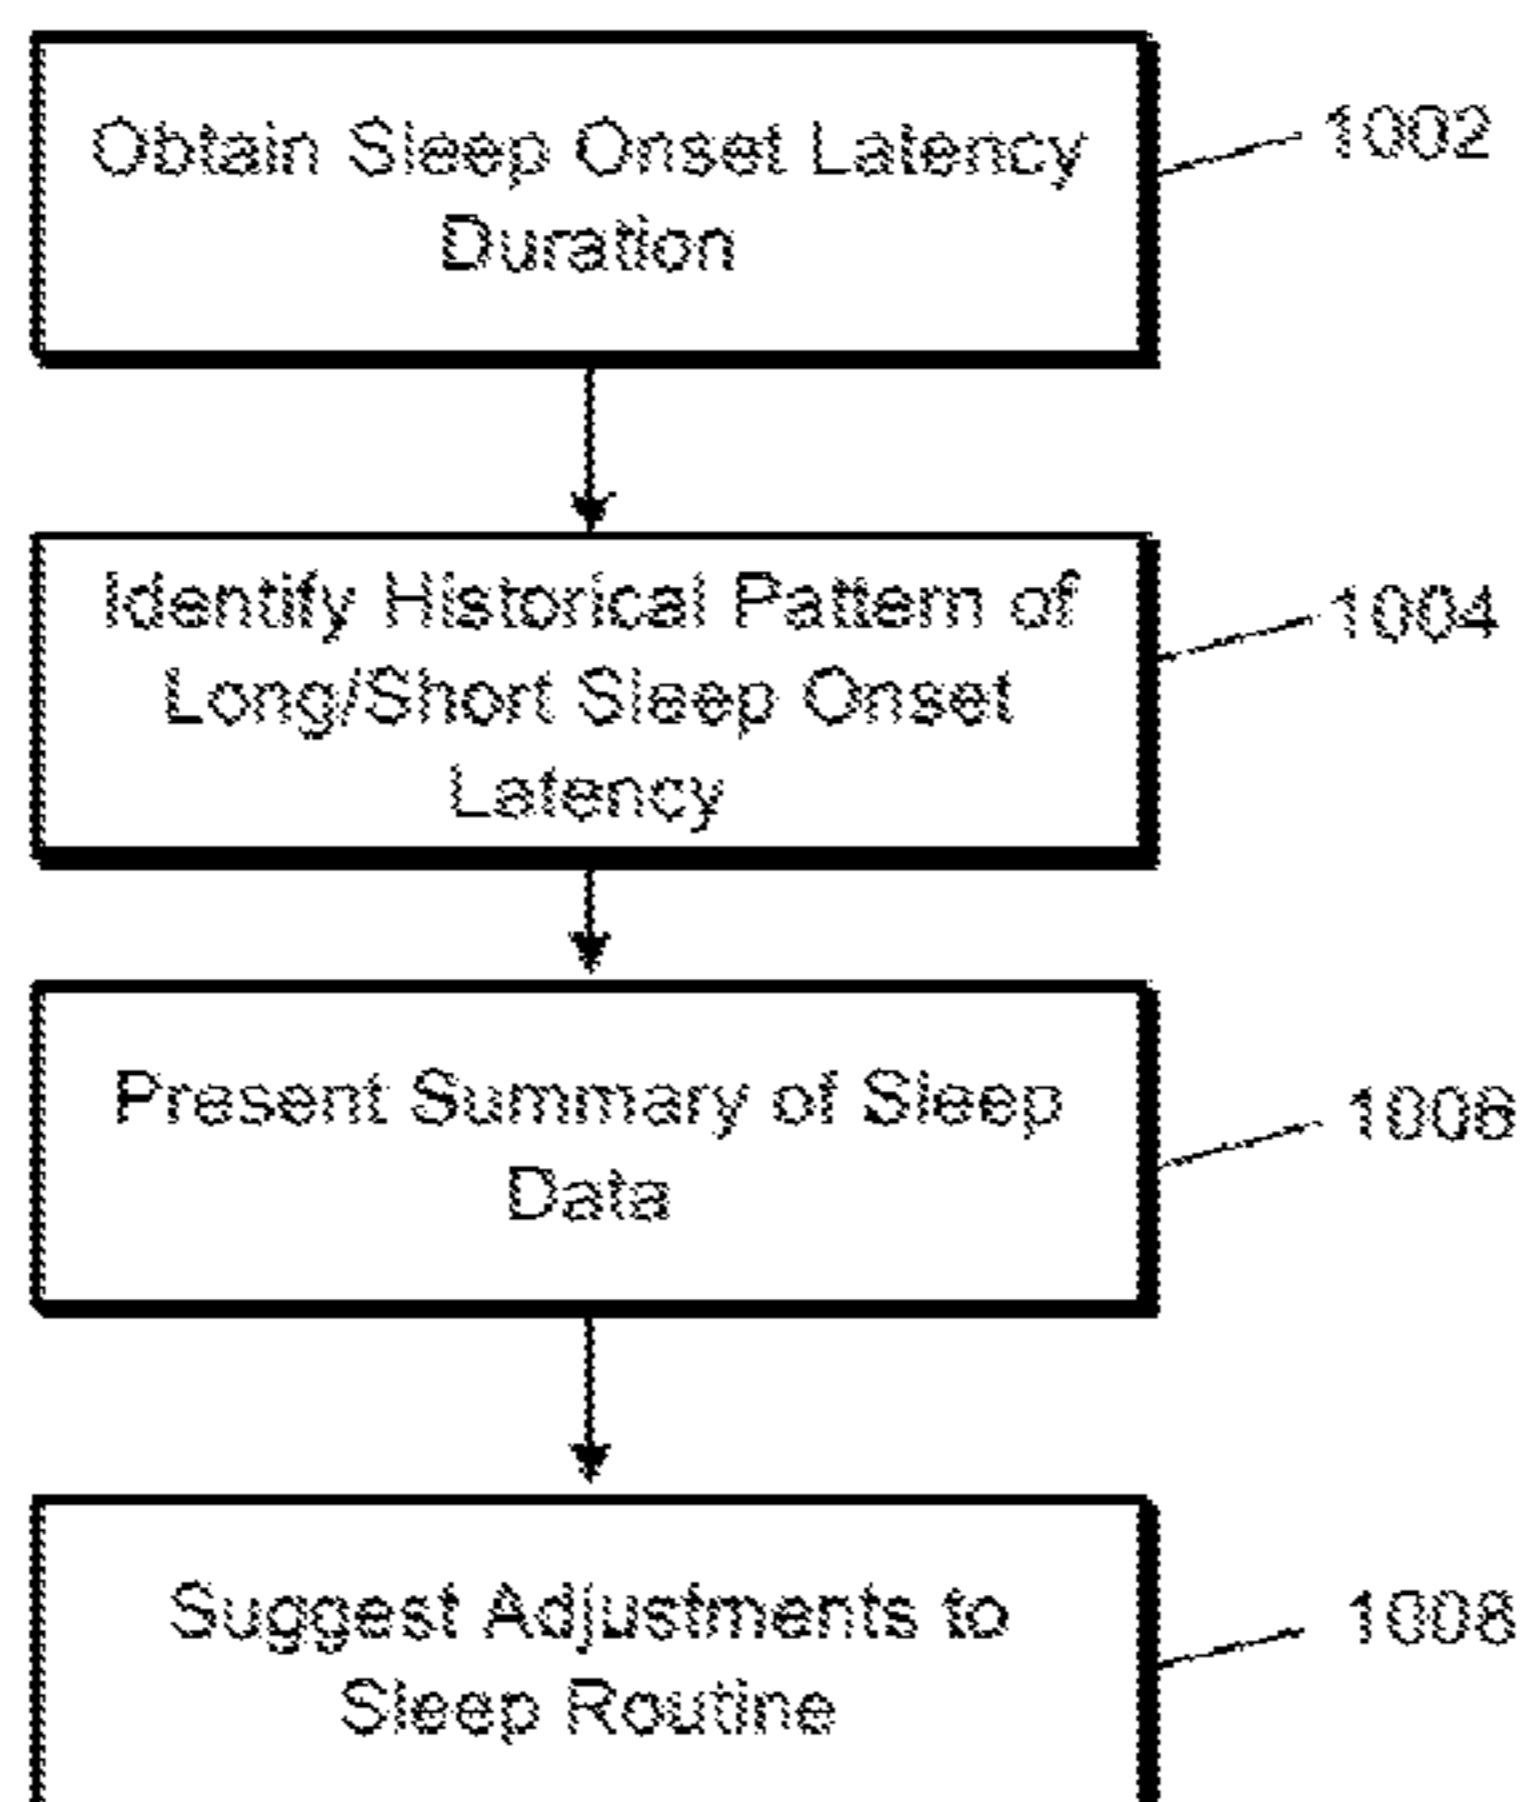 Obtain Sleep Onset Latency
Duration
1002
Identify Historical Pattern of
Long/Short Sleep Onset
Latency
1004
Present Summary of Sleep
Data
1006
Suggest Adjustments to
Sleep Routine
1008